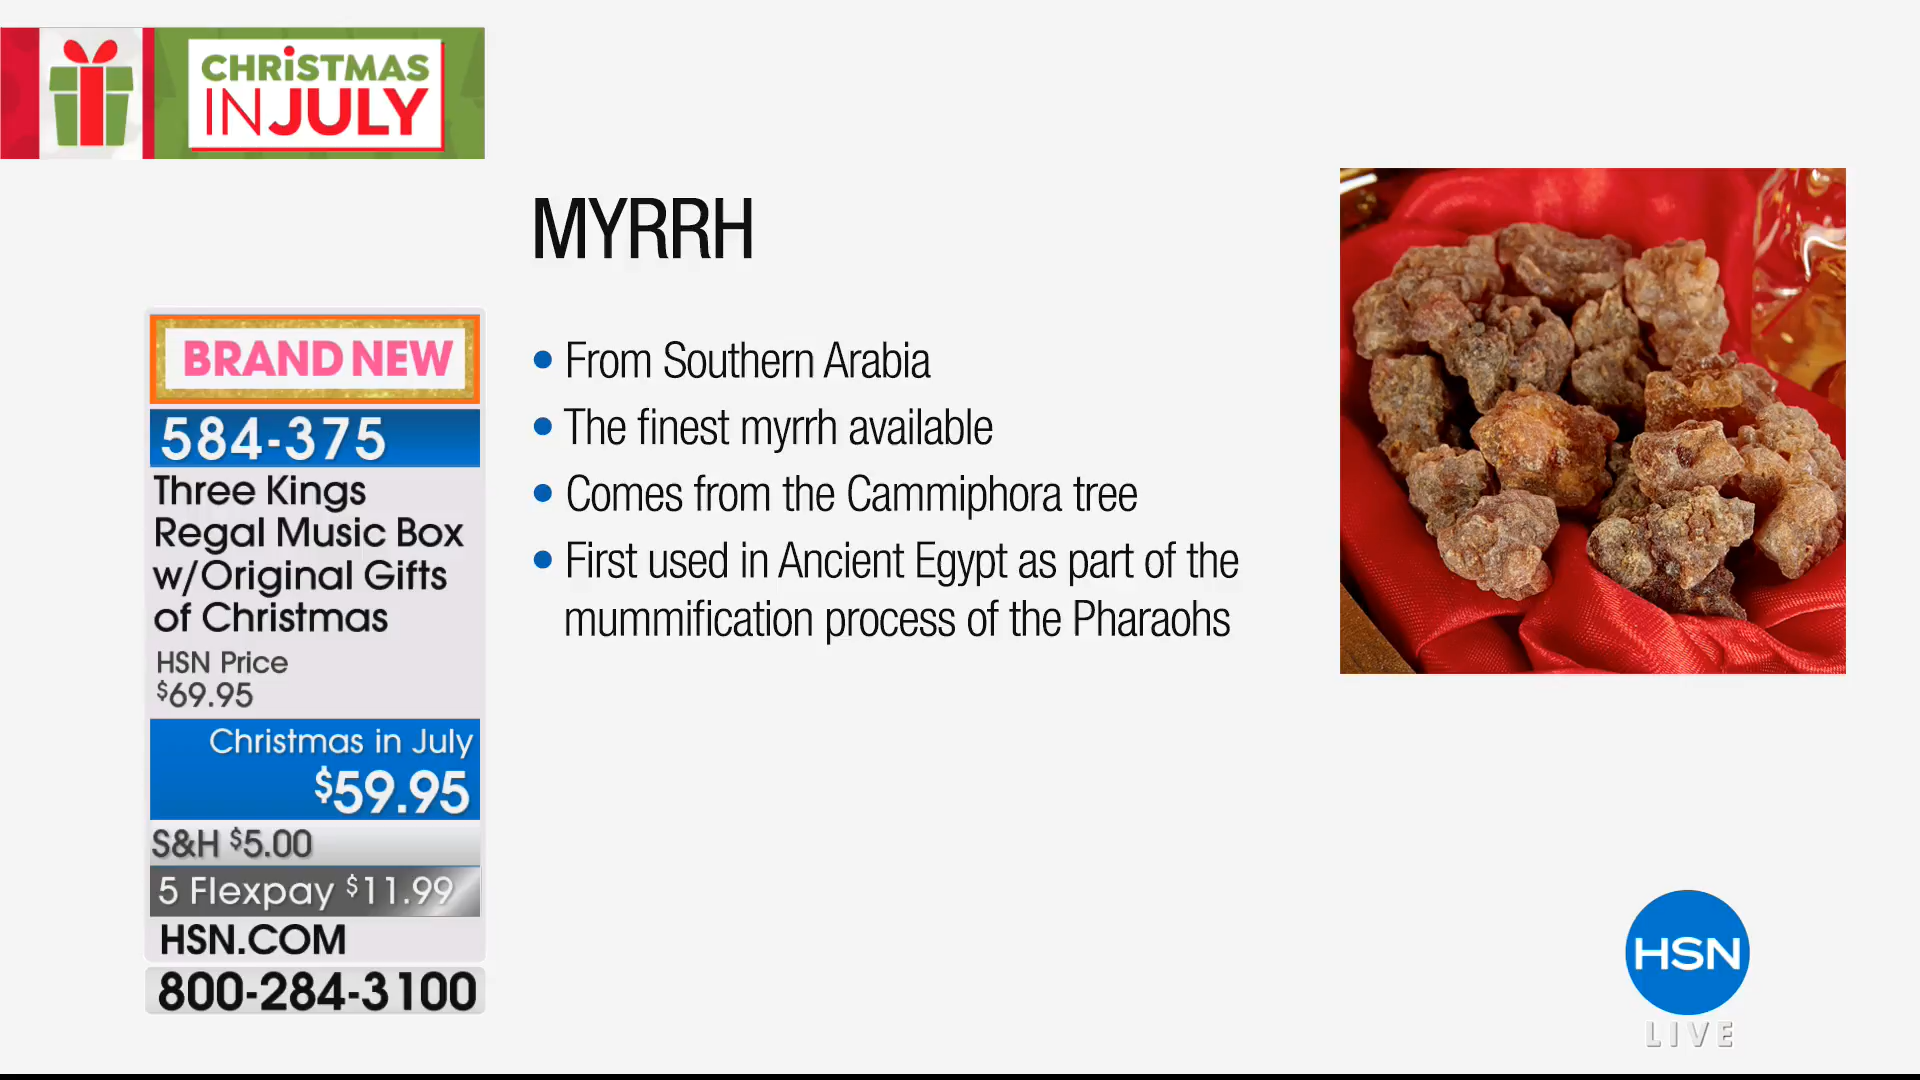 CHRiSTMAS
IN JULY
MYRRH
• From Southern Arabia
• The finest myrrh available
• Comes from the Cammiphora tree
• First used in Ancient Egypt as part of the
mummification process of the Pharaohs
BRAND NEW
584-375
Three Kings
Regal Music Box
w/Original Gifts
of Christmas
HSN Price
$69.95
Christmas in July
$59.95
S&H $5.00
5 Flexpay $11.99
HSN.COM
800-284-3100
HSN
LIVE